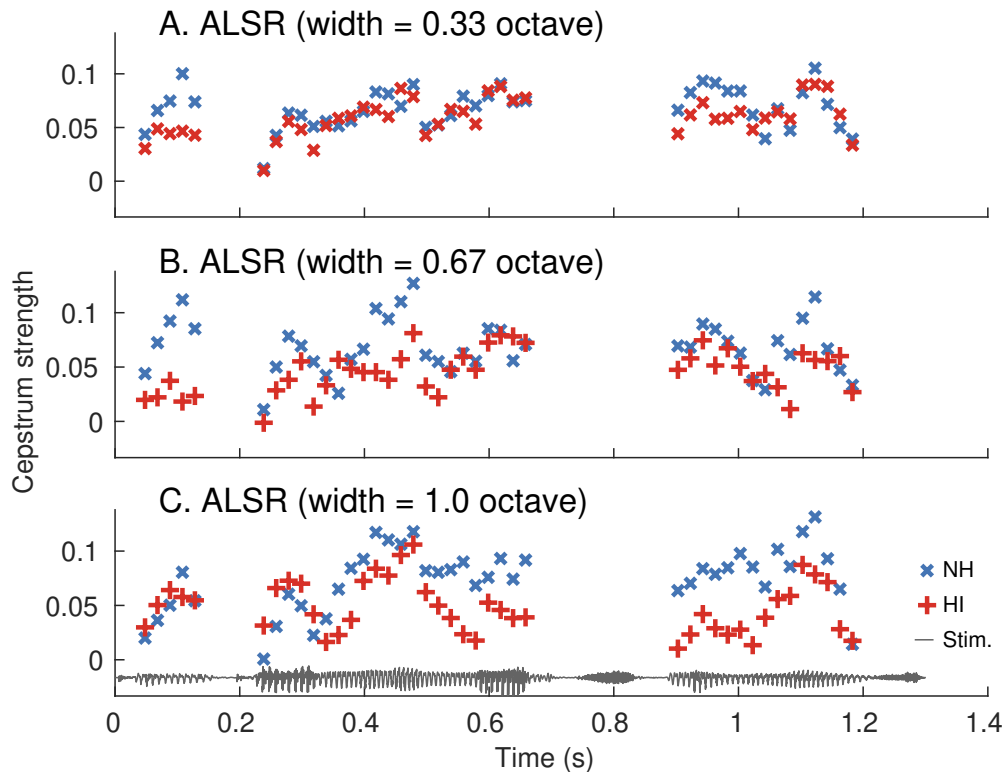 A. ALSR (width = 0.33 octave)
0.1
0.05
0
B. ALSR (width = 0.67 octave)
0.1
0.05
0
Cepstrum strength
C. ALSR (width = 1.0 octave)
0.1
0.05
0
NH
HI
Stim.
0 0.2 0.4 0.6 0.8 1 1.2 1.4
Time (s)